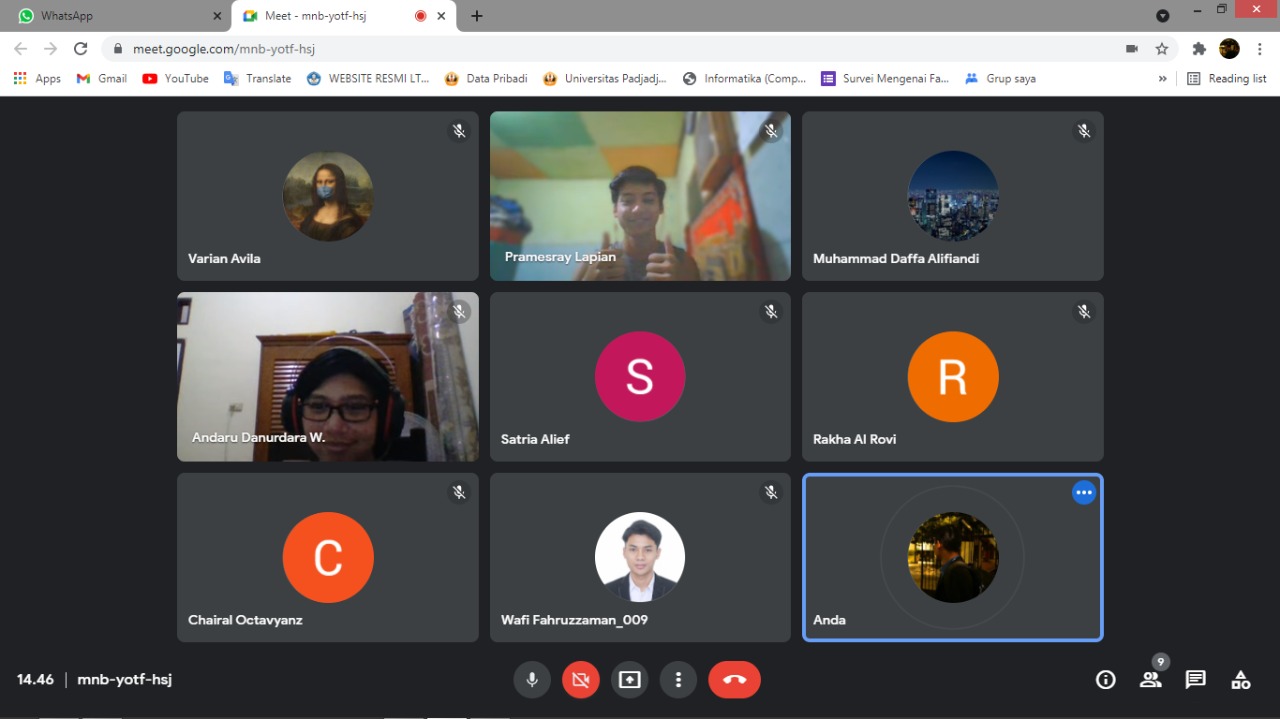 WhatsApp
Meet - mnb-yotf-hsj
meet.google.com/mnb-yotf-hsj
Apps
Gmail
YouTube
Translate
WEBSITE RESMI LT...
Data Pribadi
Universitas Padjadj...
Informatika (Comp...
Survei Mengenai Fa...
Grup saya
»
Reading list
Varian Avila
Pramesray Lapian
Muhammad Daffa Alifiandi
Andaru Danurdara W.
S
Satria Alief
R
Rakha Al Rovi
C
Chairal Octavyanz
Wafi Fahruzzaman_009
Anda
14.46 | mnb-yotf-hsj
9